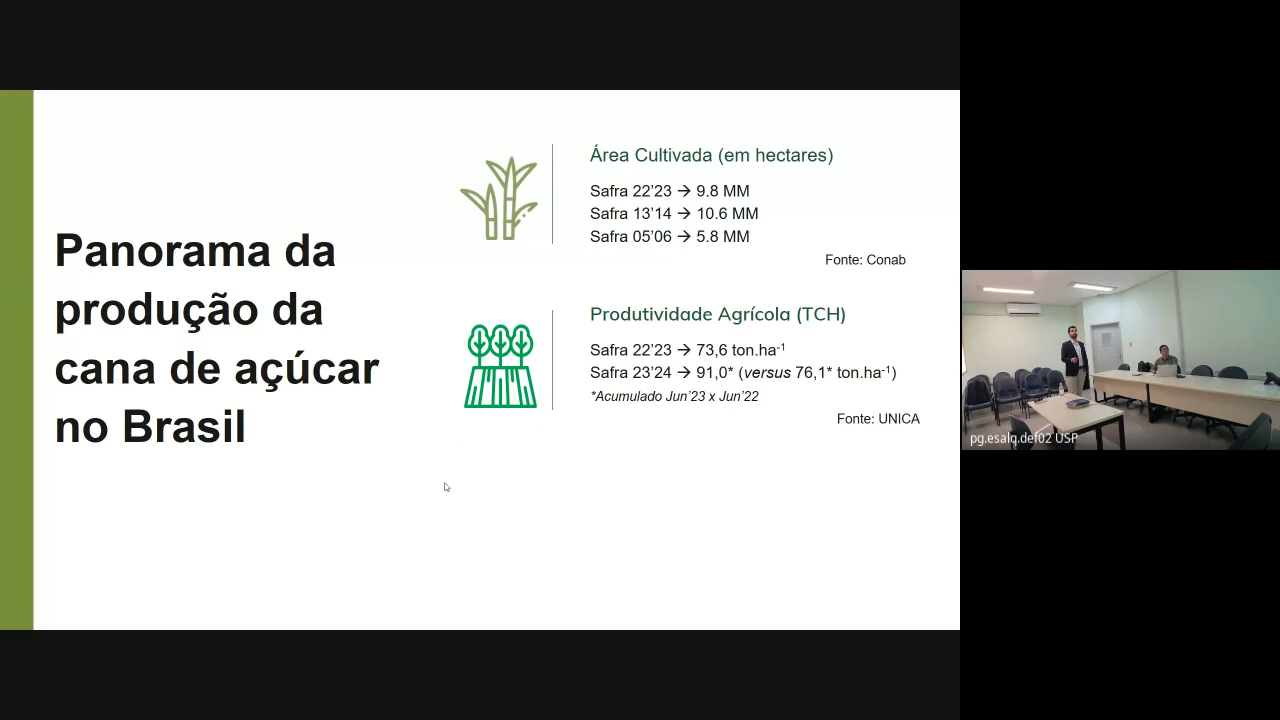 Panorama da
produção da
cana de açúcar
no Brasil
Área Cultivada (em hectares)
Safra 22’23 → 9.8 MM
Safra 13’14 → 10.6 MM
Safra 05’06 → 5.8 MM
Fonte: Conab
Produtividade Agrícola (TCH)
Safra 22’23 → 73,6 ton.ha-1
Safra 23’24 → 91,0* (versus 76,1* ton.ha-1)
*Acumulado Jun’23 x Jun’22
Fonte: UNICA
pg.esalq.def02 USP